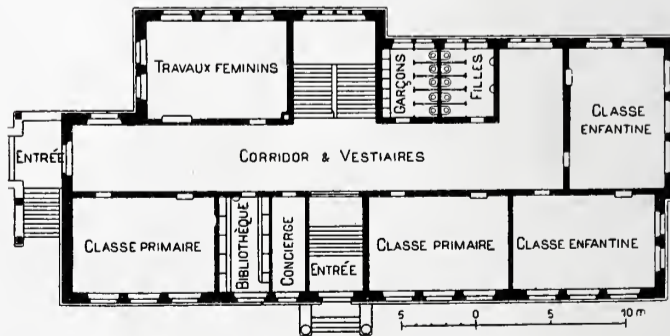 TRAVAUX FEMININS
GARÇONS
FILLES
CLASSE
ENFANTINE
ENTRÉE
CORRIDOR & VESTIAIRES
CLASSE PRIMAIRE
BIBLIOTHÈQUE
CONCIERGE
ENTRÉE
CLASSE PRIMAIRE
CLASSE ENFANTINE
5 0 5 10 m